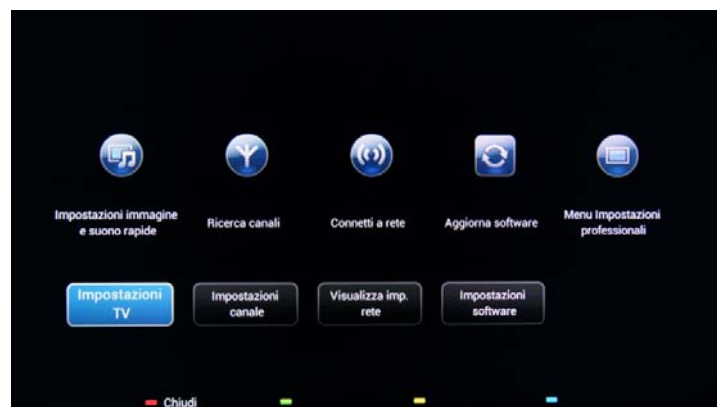 Impostazioni immagine
e suono rapide
Ricerca canali
Connetti a rete
Aggiorna software
Menu Impostazioni
professionali
Impostazioni
TV
Impostazioni
canale
Visualizza imp.
rete
Impostazioni
software
Chiudi